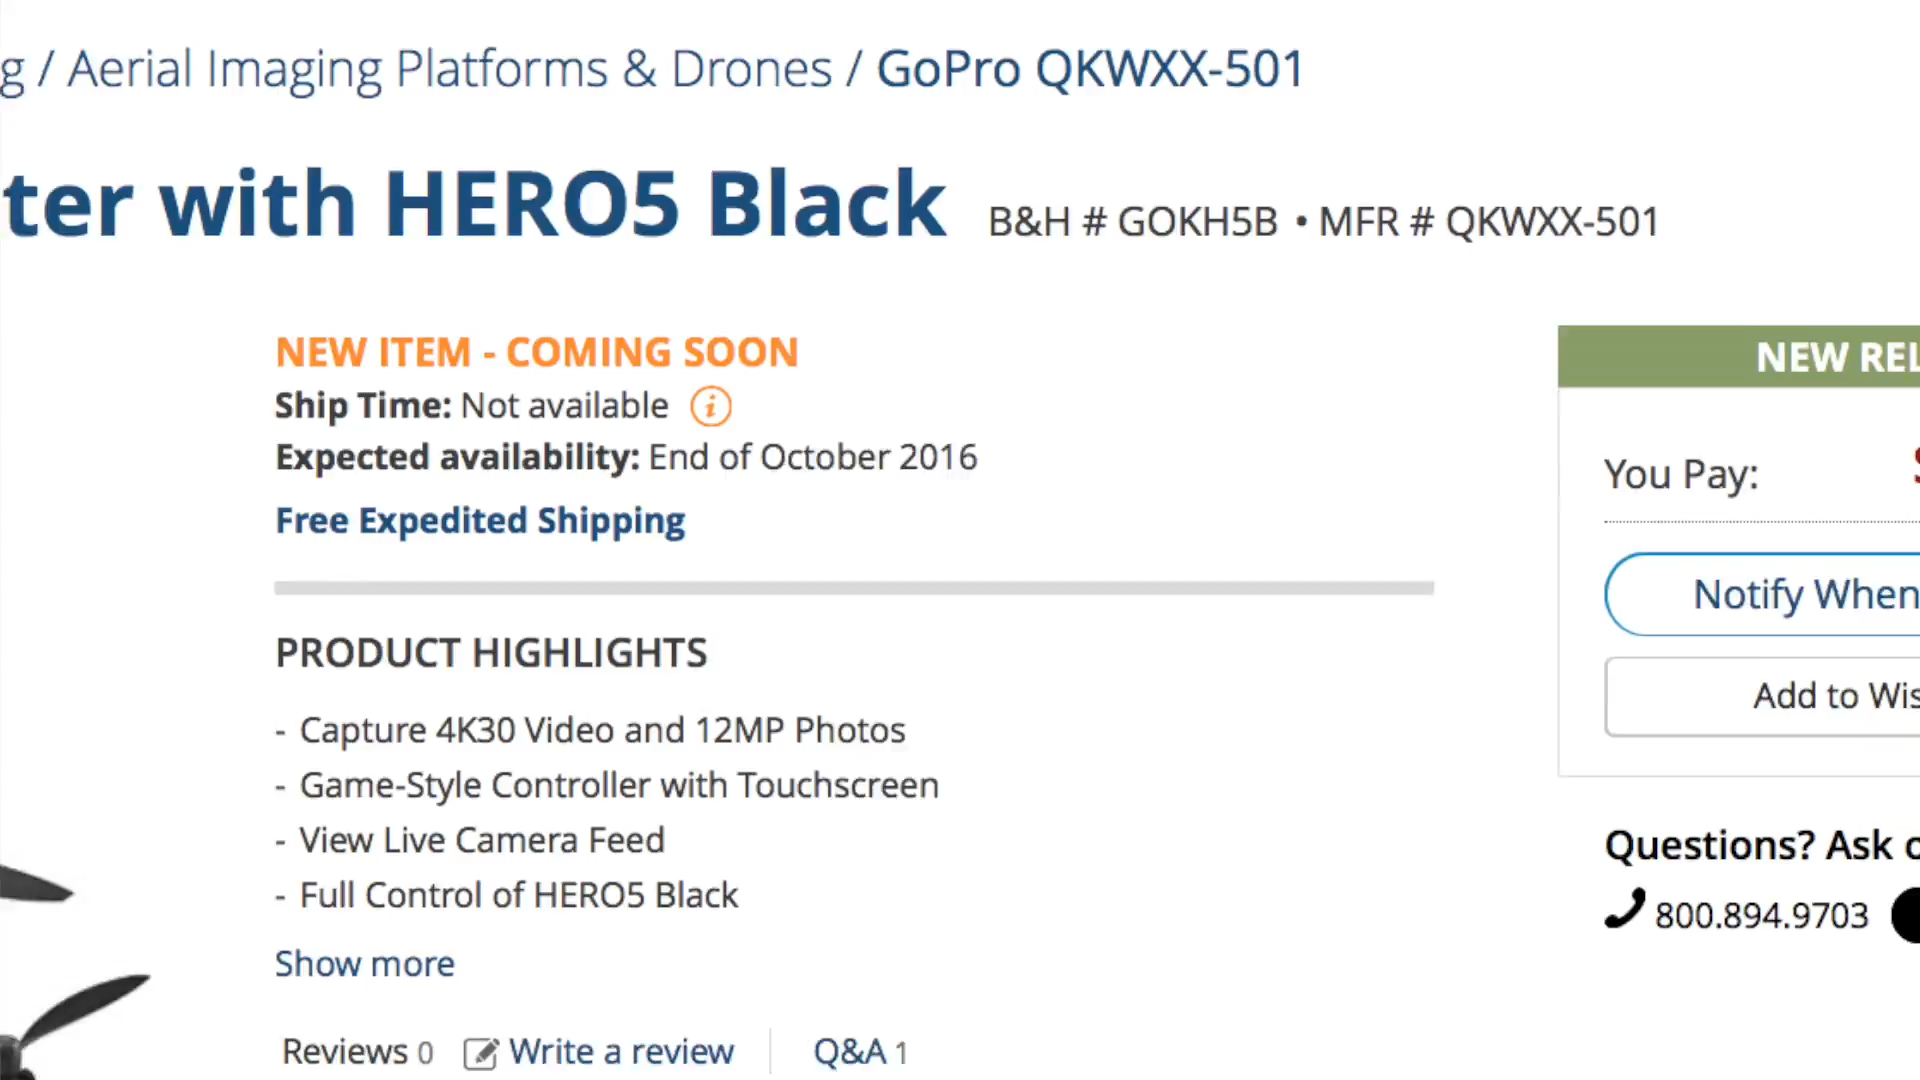 g / Aerial Imaging Platforms & Drones / GoPro QKWXX-501
ter with HERO5 Black B&H # GOKH5B • MFR # QKWXX-501
NEW ITEM - COMING SOON
Ship Time: Not available
Expected availability: End of October 2016
Free Expedited Shipping
PRODUCT HIGHLIGHTS
- Capture 4K30 Video and 12MP Photos
- Game-Style Controller with Touchscreen
- View Live Camera Feed
- Full Control of HERO5 Black
Show more
Reviews 0 Write a review Q&A 1
NEW REL
You Pay:
Notify When
Add to Wis
Questions? Ask o
800.894.9703